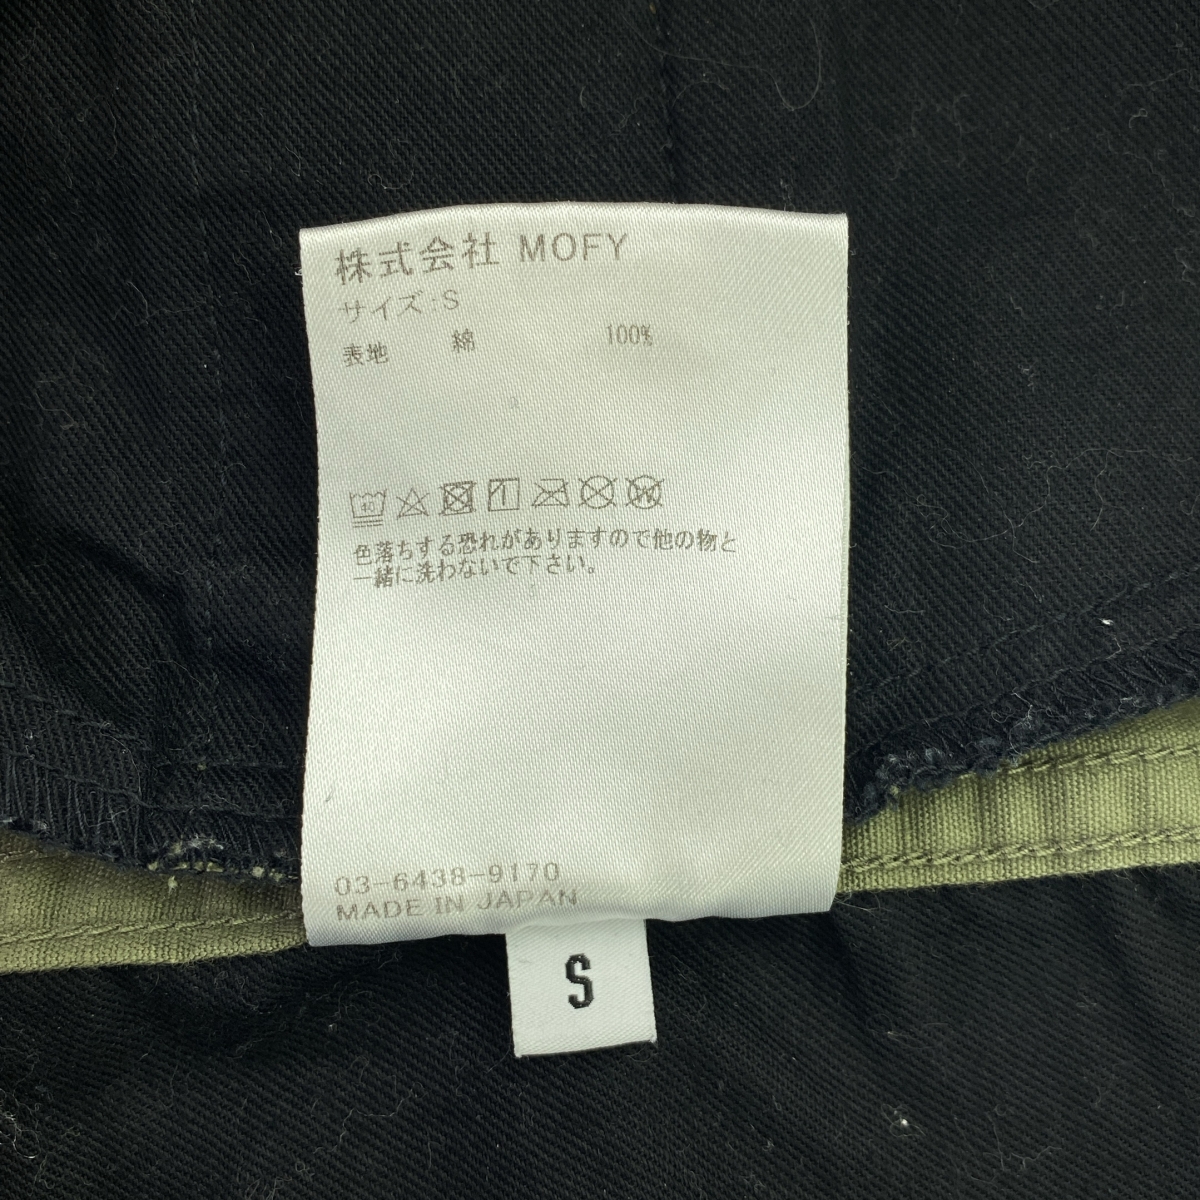 株式会社 MOFY
サイズ:S
表地 綿 100%
40
色落ちする恐れがありますので他の物と
一緒に洗わないで下さい。
03-6438-9170
MADE IN JAPAN
S